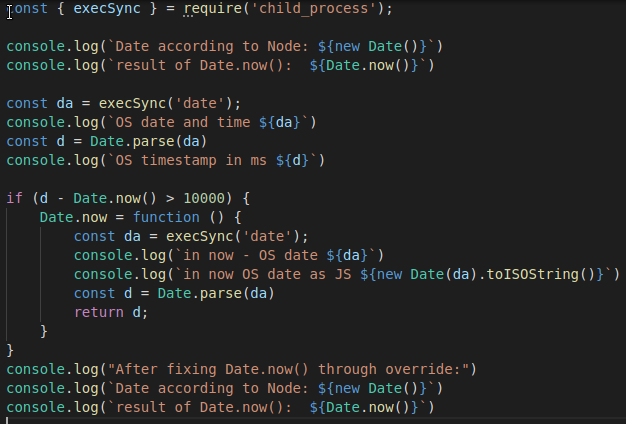 const { execSync } = require('child_process');

console.log(`Date according to Node: ${new Date()}`)
console.log(`result of Date.now():  ${Date.now()}`)

const da = execSync('date');
console.log(`OS date and time ${da}`)
const d = Date.parse(da)
console.log(`OS timestamp in ms ${d}`)

if (d - Date.now() > 10000) {
    Date.now = function () {
        const da = execSync('date');
        console.log(`in now - OS date ${da}`)
        console.log(`in now OS date as JS ${new Date(da).toISOString()}`)
        const d = Date.parse(da)
        return d;
    }
}
console.log("After fixing Date.now() through override:")
console.log(`Date according to Node: ${new Date()}`)
console.log(`result of Date.now():  ${Date.now()}`)